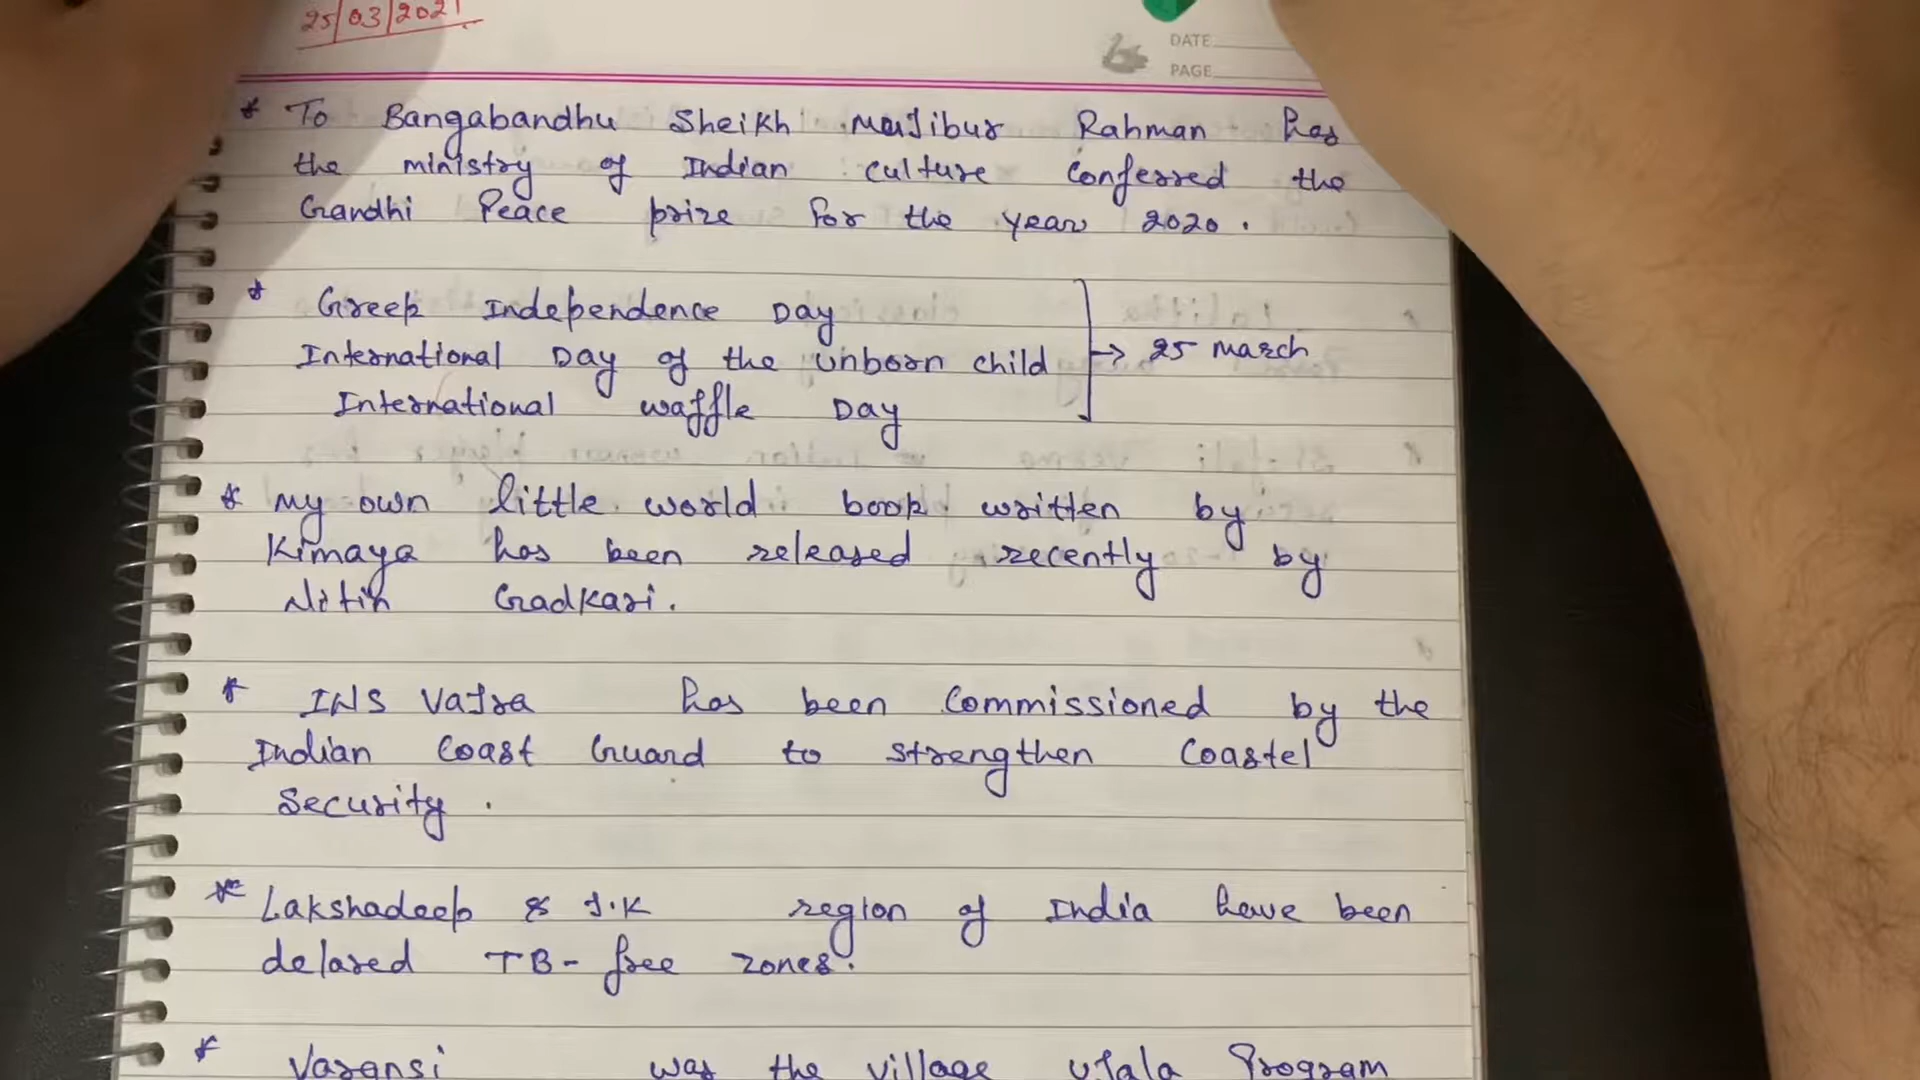 25/03/2021
DATE
PAGE
* To Bangabandhu Sheikh Mujibur Rahman has
the ministry of Indian culture Conferred the
Gandhi Peace prize for the year 2020.
* Greek Independence Day
International Day of the unborn child → 25 March
International waffle Day
* My own little world book written by
Kimaya has been released recently by
Nitin Gadkari.
* INS Vajra has been Commissioned by the
Indian Coast Guard to strengthen Coastel
Security.
* Lakshadeep & J.K region of India have been
delared TB-free zones.
* Varansi was the village Ujala Program